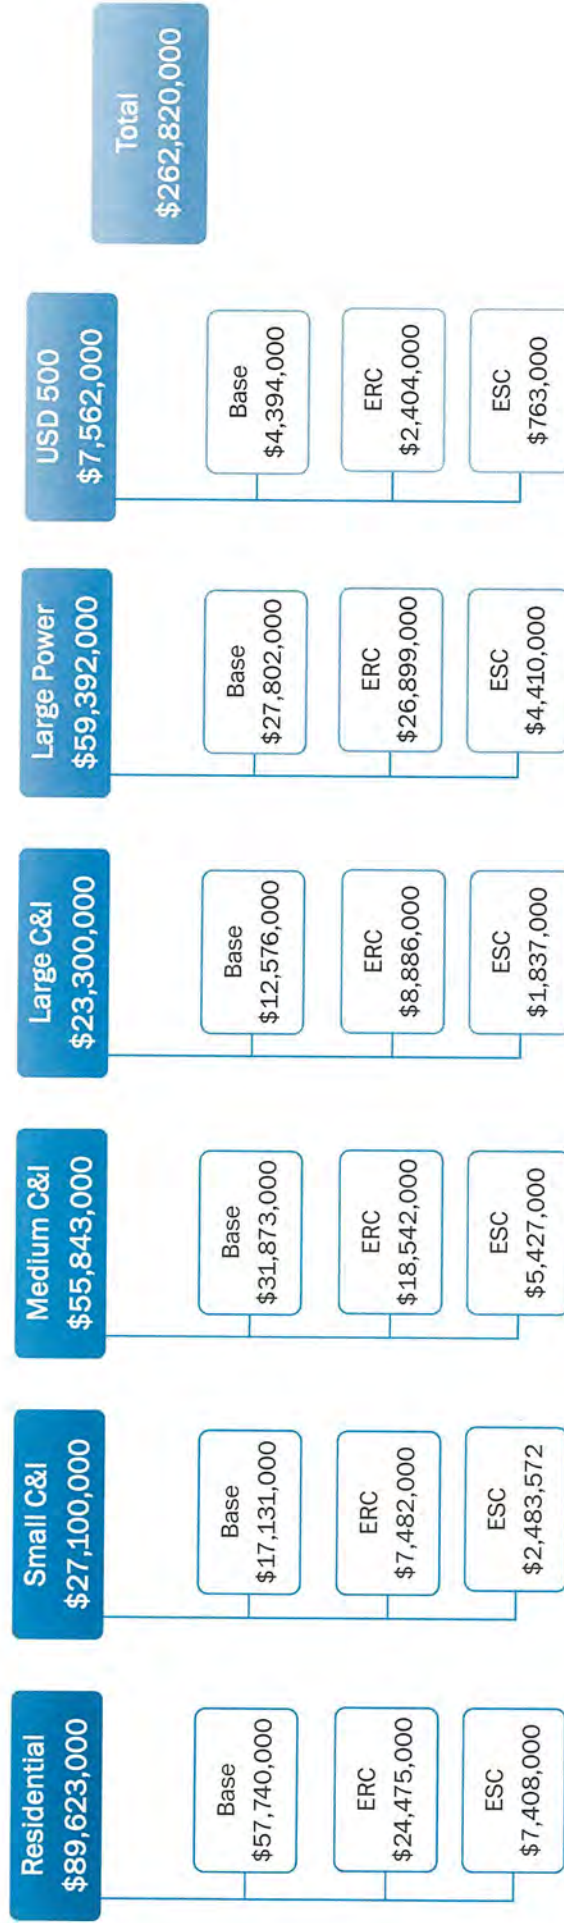 Residential
$89,623,000
Base
$57,740,000
ERC
$24,475,000
ESC
$7,408,000
Small C&I
$27,100,000
Base
$17,131,000
ERC
$7,482,000
ESC
$2,483,572
Medium C&I
$55,843,000
Base
$31,873,000
ERC
$18,542,000
ESC
$5,427,000
Large C&I
$23,300,000
Base
$12,576,000
ERC
$8,886,000
ESC
$1,837,000
Large Power
$59,392,000
Base
$27,802,000
ERC
$26,899,000
ESC
$4,410,000
USD 500
$7,562,000
Base
$4,394,000
ERC
$2,404,000
ESC
$763,000
Total
$262,820,000